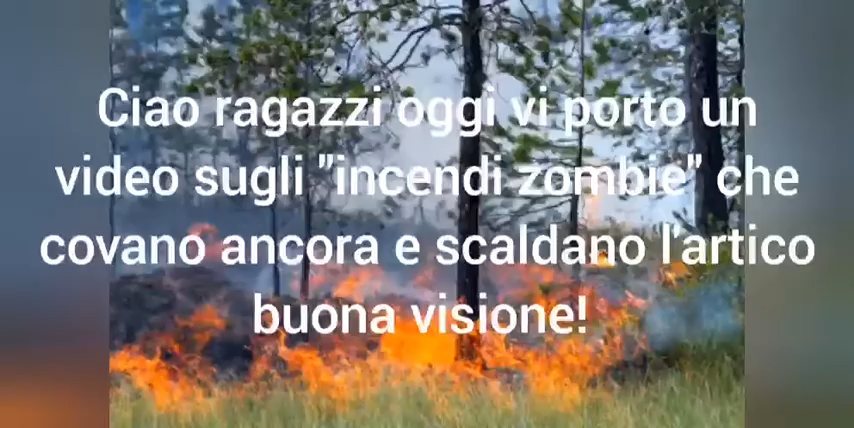 Ciao ragazzi oggi vi porto un
video sugli "incendi zombie" che
covano ancora e scaldano l'artico
buona visione!